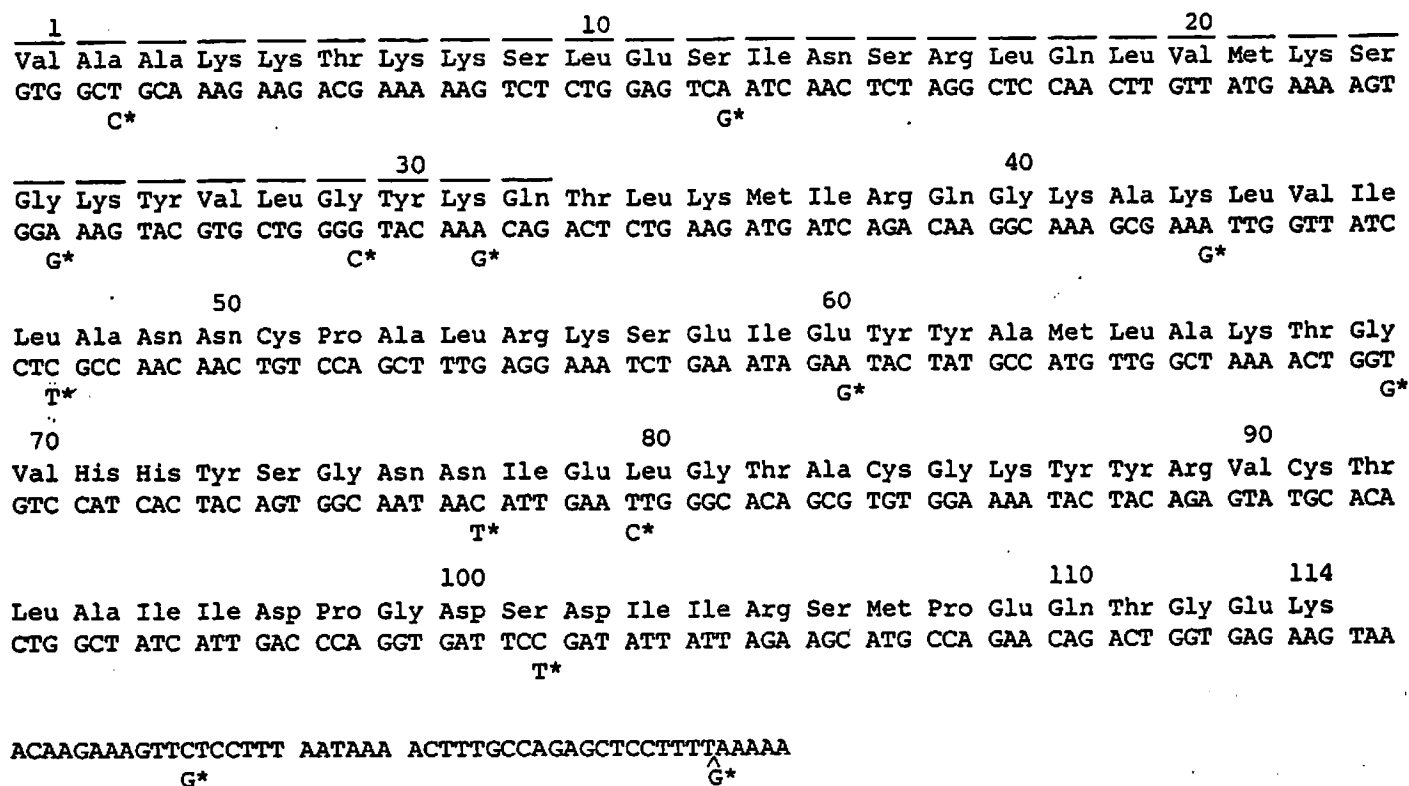 1 10 20
Val Ala Ala Lys Lys Thr Lys Lys Ser Leu Glu Ser Ile Asn Ser Arg Leu Gln Leu Val Met Lys Ser
GTG GCT GCA AAG AAG ACG AAA AAG TCT CTG GAG TCA ATC AAC TCT AGG CTC CAA CTT GTT ATG AAA AGT
C* G*
30 40
Gly Lys Tyr Val Leu Gly Tyr Lys Gln Thr Leu Lys Met Ile Arg Gln Gly Lys Ala Lys Leu Val Ile
GGA AAG TAC GTG CTG GGG TAC AAA CAG ACT CTG AAG ATG ATC AGA CAA GGC AAA GCG AAA TTG GTT ATC
G* C* G* G*
50 60
Leu Ala Asn Asn Cys Pro Ala Leu Arg Lys Ser Glu Ile Glu Tyr Tyr Ala Met Leu Ala Lys Thr Gly
CTC GCC AAC AAC TGT CCA GCT TTG AGG AAA TCT GAA ATA GAA TAC TAT GCC ATG TTG GCT AAA ACT GGT
T* G* G*
70 80 90
Val His His Tyr Ser Gly Asn Asn Ile Glu Leu Gly Thr Ala Cys Gly Lys Tyr Tyr Arg Val Cys Thr
GTC CAT CAC TAC AGT GGC AAT AAC ATT GAA TTG GGC ACA GCG TGT GGA AAA TAC TAC AGA GTA TGC ACA
T* C*
100 110 114
Leu Ala Ile Ile Asp Pro Gly Asp Ser Asp Ile Ile Arg Ser Met Pro Glu Gln Thr Gly Glu Lys
CTG GCT ATC ATT GAC CCA GGT GAT TCC GAT ATT ATT AGA AGC ATG CCA GAA CAG ACT GGT GAG AAG TAA
T*
ACAAGAAAGTTCTCCTTT AATAAA ACTTTGCCAGAGCTCCTTTTAAAAA
G* ^G*